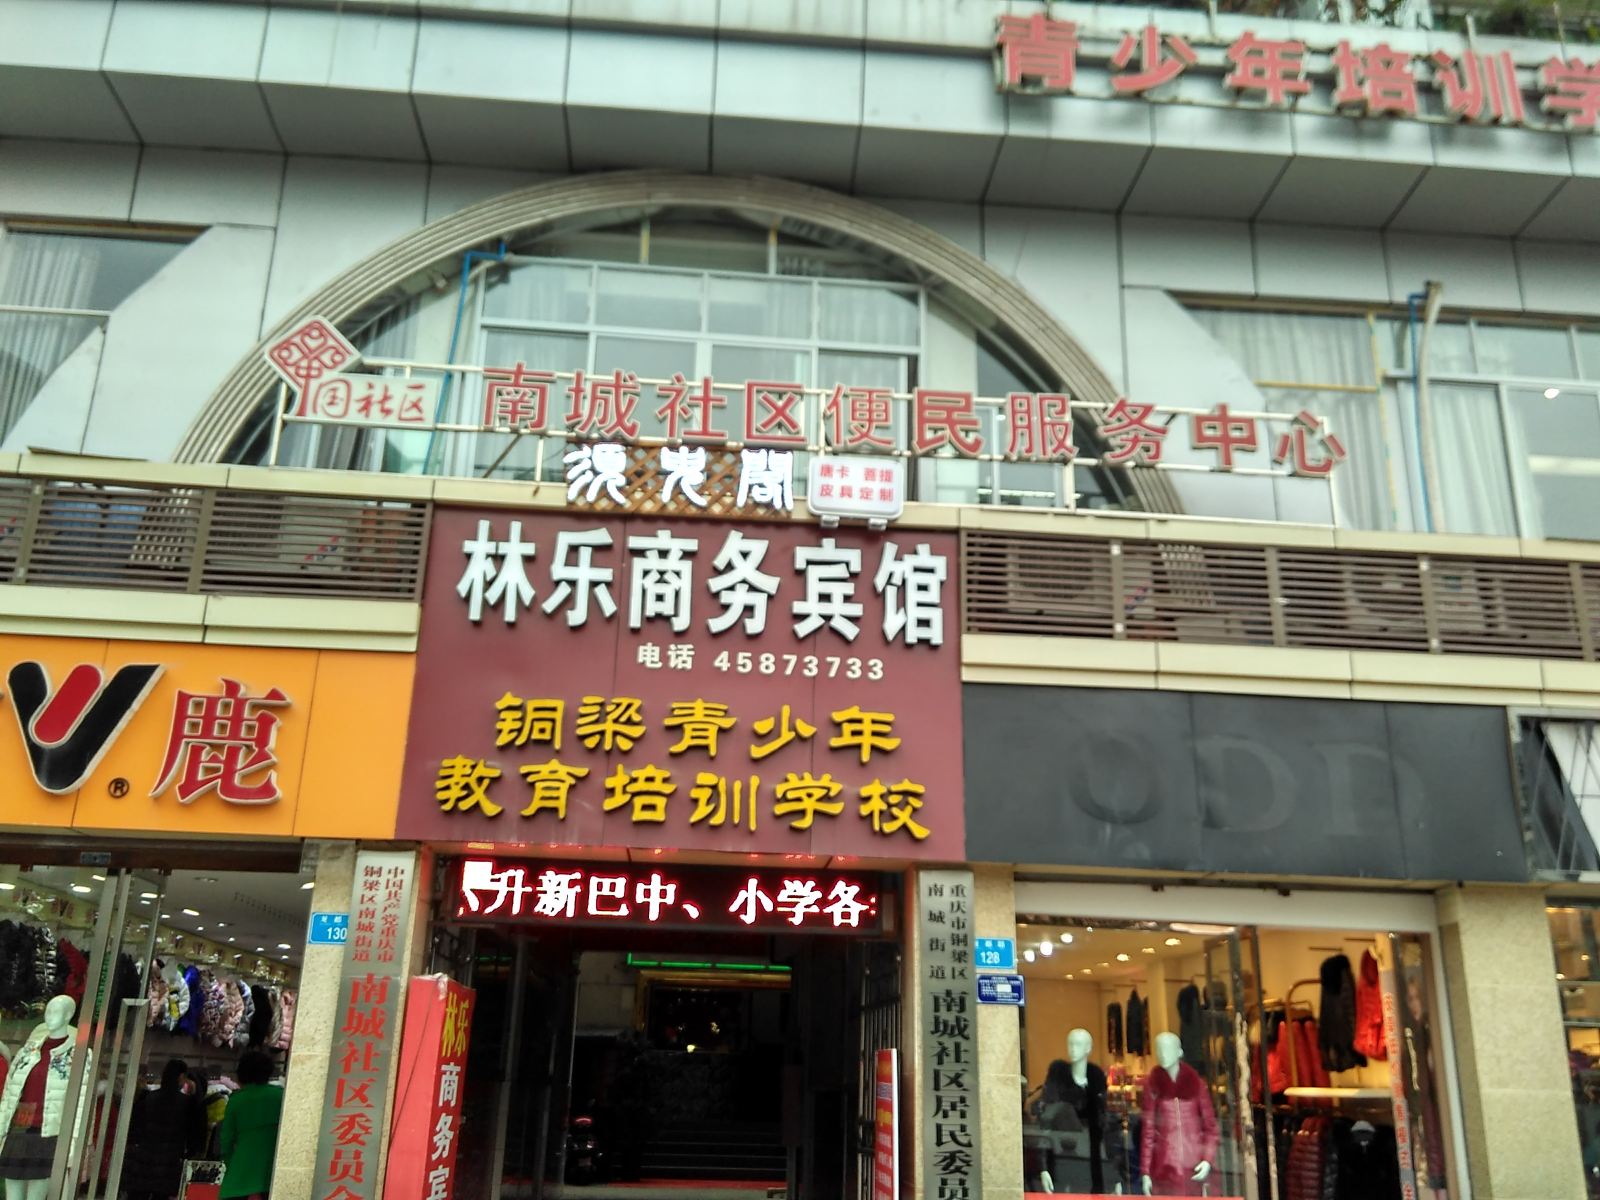 青少年培训学
中国社区
南城社区便民服务中心
唐卡 菩提
皮具定制
林乐商务宾馆
电话 45873733
铜梁青少年
教育培训学校
鹿
®
升新巴中、小学各
中国共产党重庆市
铜梁区南城街道
南城社区委员会
130
林乐商务宾
重庆市铜梁区
南城街道
南城社区居民委员
128